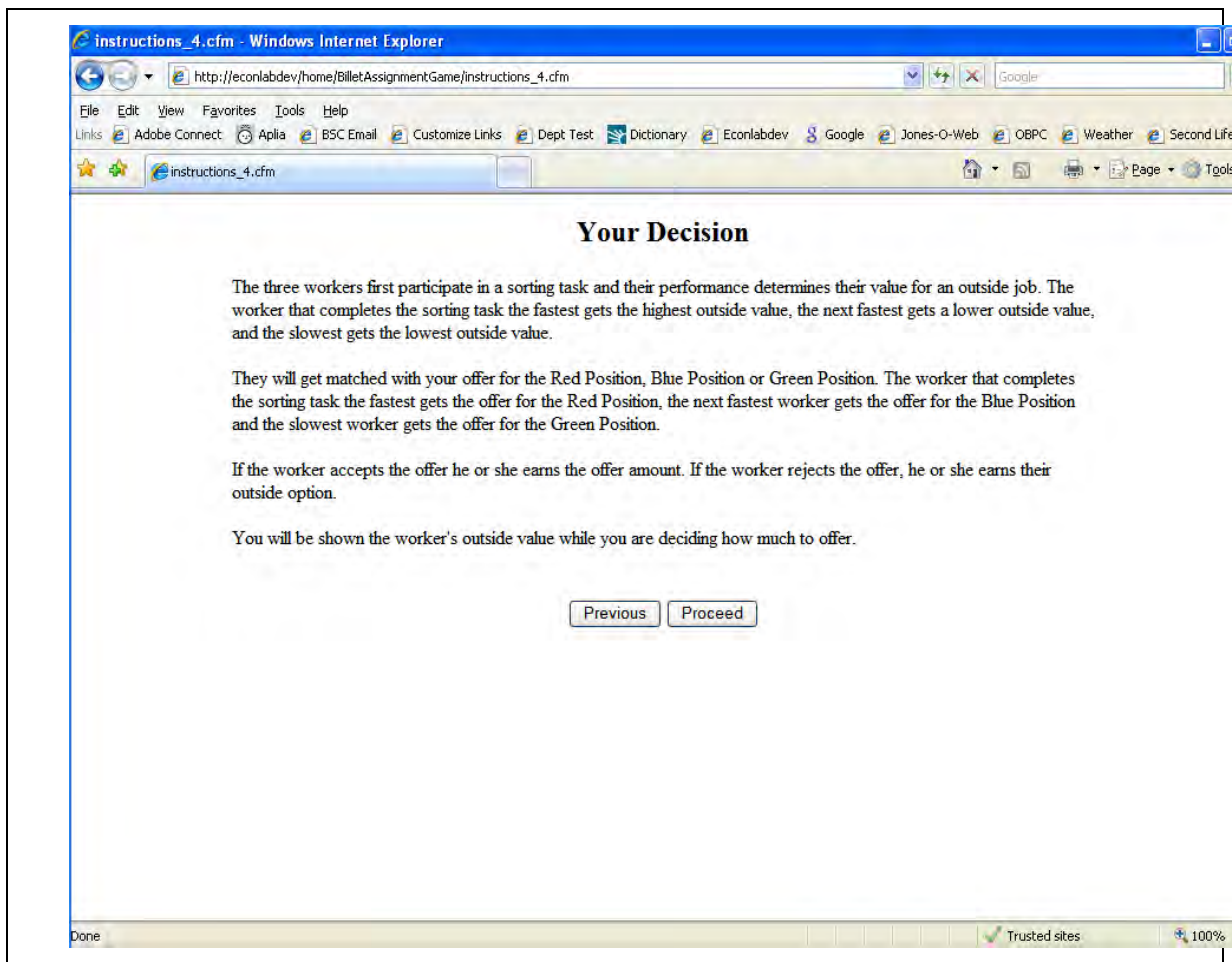 instructions_4.cfm - Windows Internet Explorer
http://econlabdev/home/BilletAssignmentGame/instructions_4.cfm
Google
File Edit View Favorites Tools Help
Links Adobe Connect Aplia BSC Email Customize Links Dept Test Dictionary Econlabdev Google Jones-O-Web OBPC Weather Second Life
instructions_4.cfm
Page Tools
Your Decision
The three workers first participate in a sorting task and their performance determines their value for an outside job. The
worker that completes the sorting task the fastest gets the highest outside value, the next fastest gets a lower outside value,
and the slowest gets the lowest outside value.
They will get matched with your offer for the Red Position, Blue Position or Green Position. The worker that completes
the sorting task the fastest gets the offer for the Red Position, the next fastest worker gets the offer for the Blue Position
and the slowest worker gets the offer for the Green Position.
If the worker accepts the offer he or she earns the offer amount. If the worker rejects the offer, he or she earns their
outside option.
You will be shown the worker's outside value while you are deciding how much to offer.
Previous Proceed
Done Trusted sites 100%